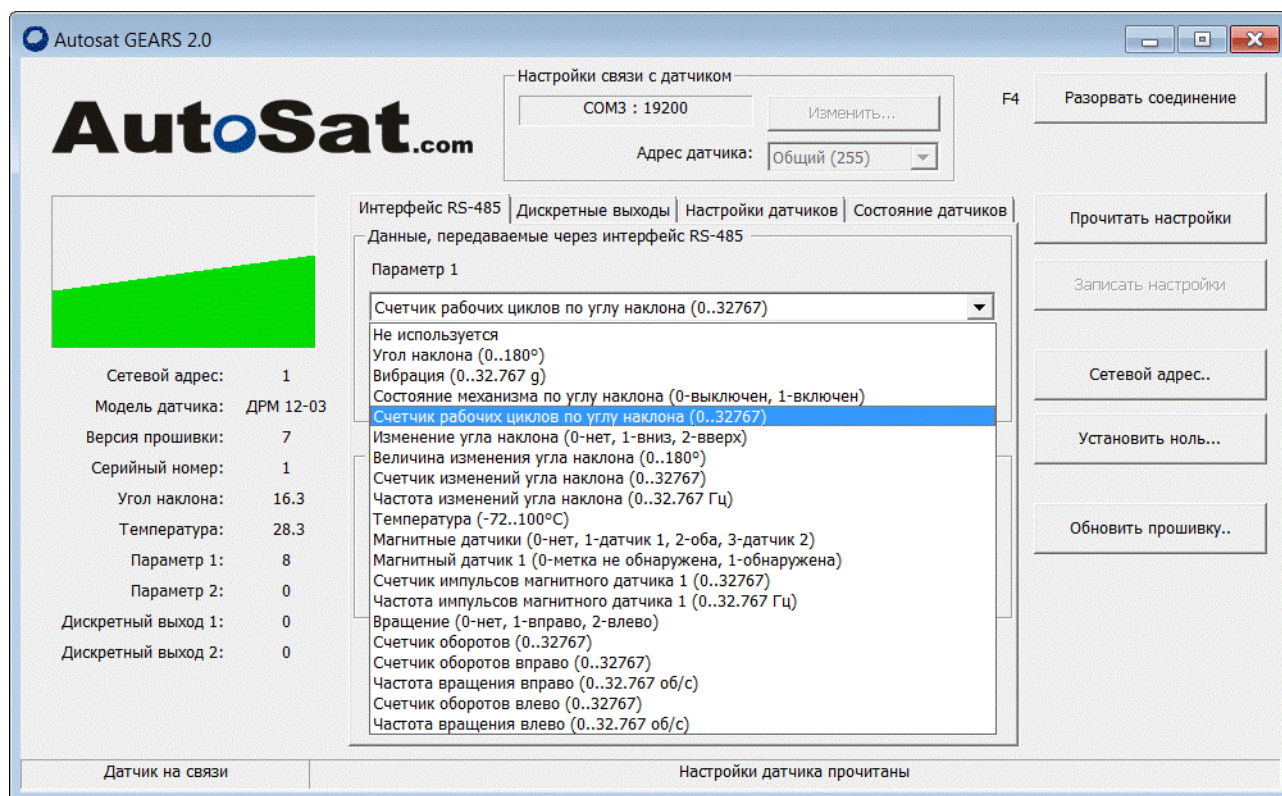 Autosat GEARS 2.0
AutoSat.com
Настройки связи с датчиком
COM3 : 19200
Изменить...
Адрес датчика:
Общий (255)
F4
Разорвать соединение
Интерфейс RS-485
Дискретные выходы
Настройки датчиков
Состояние датчиков
Прочитать настройки
Записать настройки
Сетевой адрес..
Установить ноль...
Обновить прошивку..
Данные, передаваемые через интерфейс RS-485
Параметр 1
Счетчик рабочих циклов по углу наклона (0..32767)
Не используется
Угол наклона (0..180°)
Вибрация (0..32.767 g)
Состояние механизма по углу наклона (0-выключен, 1-включен)
Счетчик рабочих циклов по углу наклона (0..32767)
Изменение угла наклона (0-нет, 1-вниз, 2-вверх)
Величина изменения угла наклона (0..180°)
Счетчик изменений угла наклона (0..32767)
Частота изменений угла наклона (0..32.767 Гц)
Температура (-72..100°C)
Магнитные датчики (0-нет, 1-датчик 1, 2-оба, 3-датчик 2)
Магнитный датчик 1 (0-метка не обнаружена, 1-обнаружена)
Счетчик импульсов магнитного датчика 1 (0..32767)
Частота импульсов магнитного датчика 1 (0..32.767 Гц)
Вращение (0-нет, 1-вправо, 2-влево)
Счетчик оборотов (0..32767)
Счетчик оборотов вправо (0..32767)
Частота вращения вправо (0..32.767 об/с)
Счетчик оборотов влево (0..32767)
Частота вращения влево (0..32.767 об/с)
Сетевой адрес: 1
Модель датчика: ДРМ 12-03
Версия прошивки: 7
Серийный номер: 1
Угол наклона: 16.3
Температура: 28.3
Параметр 1: 8
Параметр 2: 0
Дискретный выход 1: 0
Дискретный выход 2: 0
Датчик на связи
Настройки датчика прочитаны